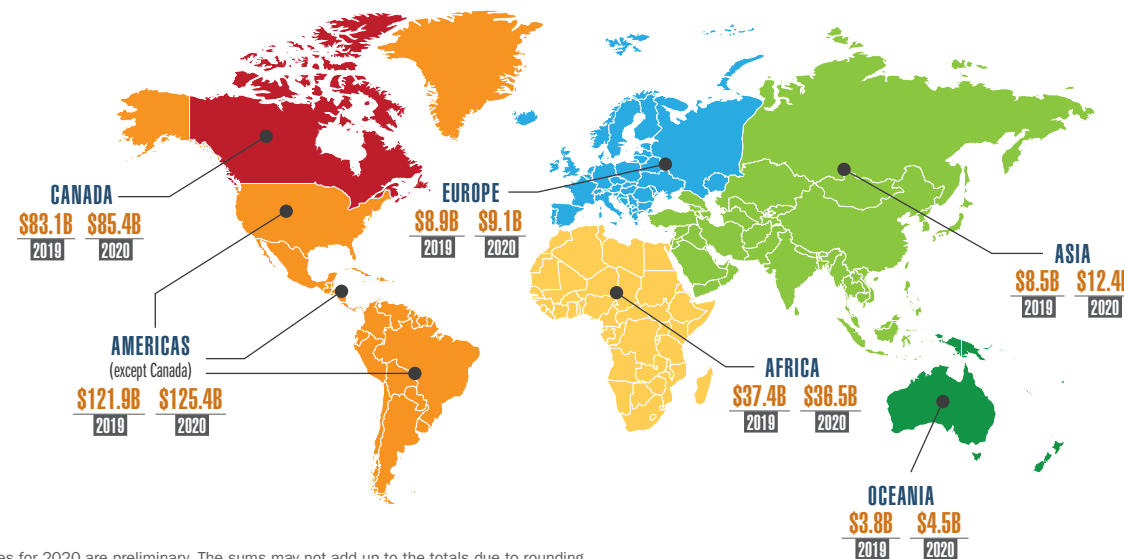 CANADA
$83.1B $85.4B
2019 2020
EUROPE
$8.9B $9.1B
2019 2020
ASIA
$8.5B $12.4
2019 2020
AMERICAS
(except Canada)
$121.9B $125.4B
2019 2020
AFRICA
$37.4B $36.5B
2019 2020
OCEANIA
$3.8B $4.5B
2019 2020
for 2020 are preliminary. The sums may not add up to the totals due to rounding